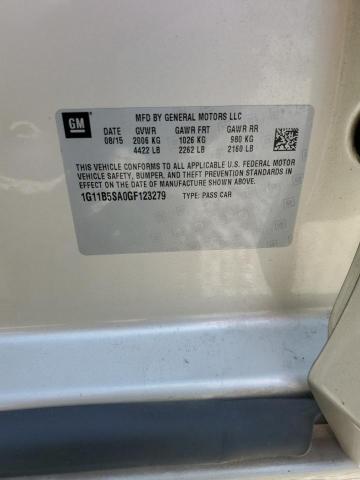 GM
MFD BY GENERAL MOTORS LLC
DATE GVWR GAWR FRT GAWR RR
08/15 2006 KG 1026 KG 980 KG
4422 LB 2262 LB 2160 LB
THIS VEHICLE CONFORMS TO ALL APPLICABLE U.S. FEDERAL MOTOR
VEHICLE SAFETY, BUMPER, AND THEFT PREVENTION STANDARDS IN
EFFECT ON THE DATE OF MANUFACTURE SHOWN ABOVE.
1G11B5SA0GF123279 TYPE: PASS CAR